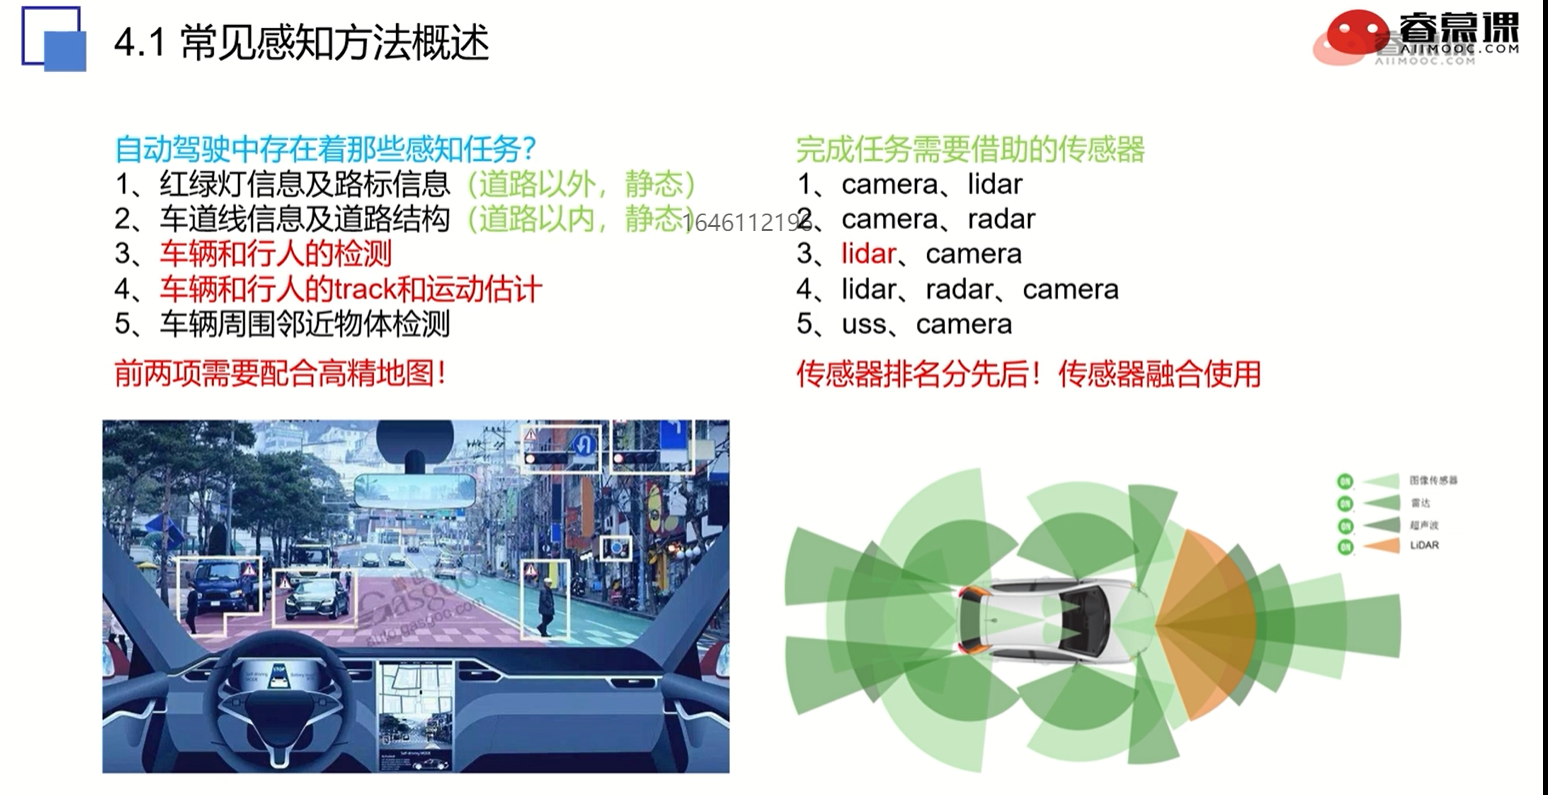 4.1 常见感知方法概述
睿慕课
AIIMOOC.COM
AIIMOOC.COM
自动驾驶中存在着那些感知任务？
1、红绿灯信息及路标信息（道路以外，静态）
2、车道线信息及道路结构（道路以内，静态）
3、车辆和行人的检测
4、车辆和行人的track和运动估计
5、车辆周围邻近物体检测
前两项需要配合高精地图！
1646112196
完成任务需要借助的传感器
1、camera、lidar
2、camera、radar
3、lidar、camera
4、lidar、radar、camera
5、uss、camera
传感器排名分先后！传感器融合使用
Gasgoo
auto.gasgoo.com
STOP
图像传感器
雷达
超声波
LiDAR